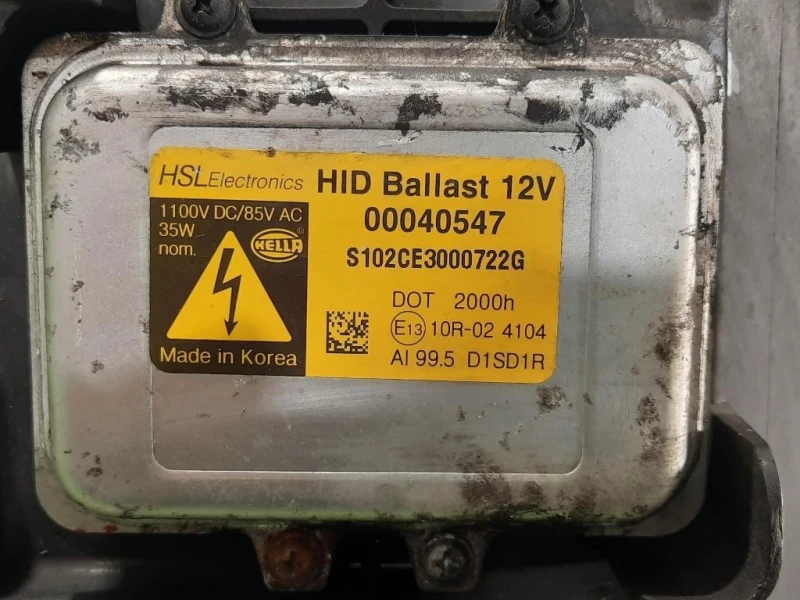 HSLElectronics HID Ballast 12V
1100V DC/85V AC
35W
nom.
HELLA
Made in Korea
00040547
S102CE3000722G
DOT 2000h
E13 10R-02 4104
Al 99.5 D1SD1R